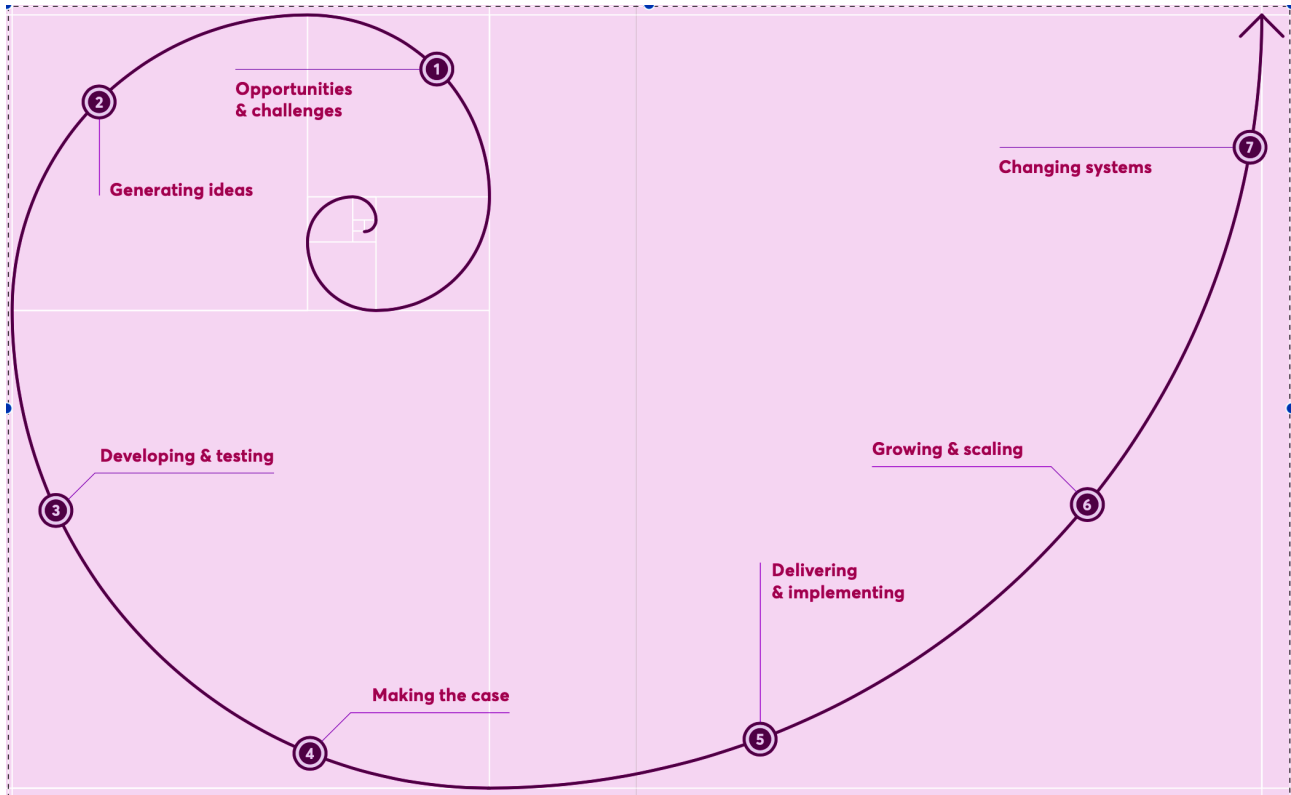 1
Opportunities
& challenges
2
Generating ideas
3
Developing & testing
4
Making the case
5
Delivering
& implementing
6
Growing & scaling
7
Changing systems